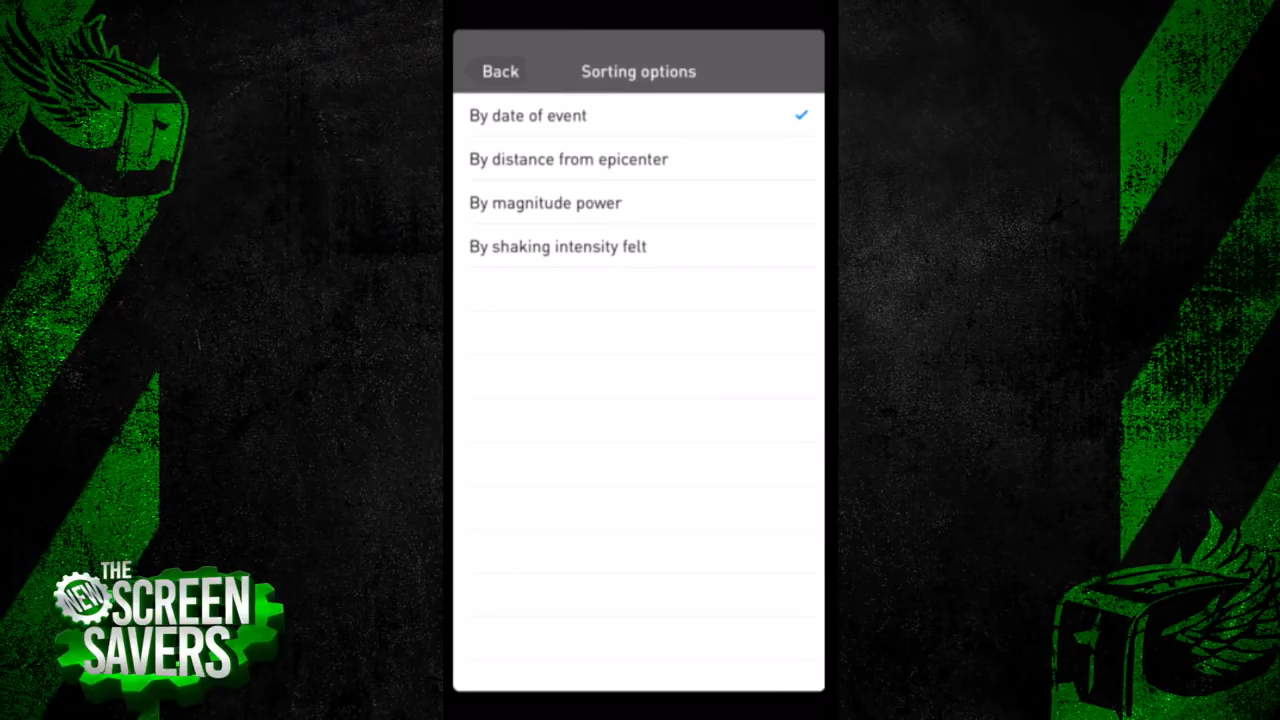 Back
Sorting options
By date of event
By distance from epicenter
By magnitude power
By shaking intensity felt
THE
NEW
SCREEN
SAVERS